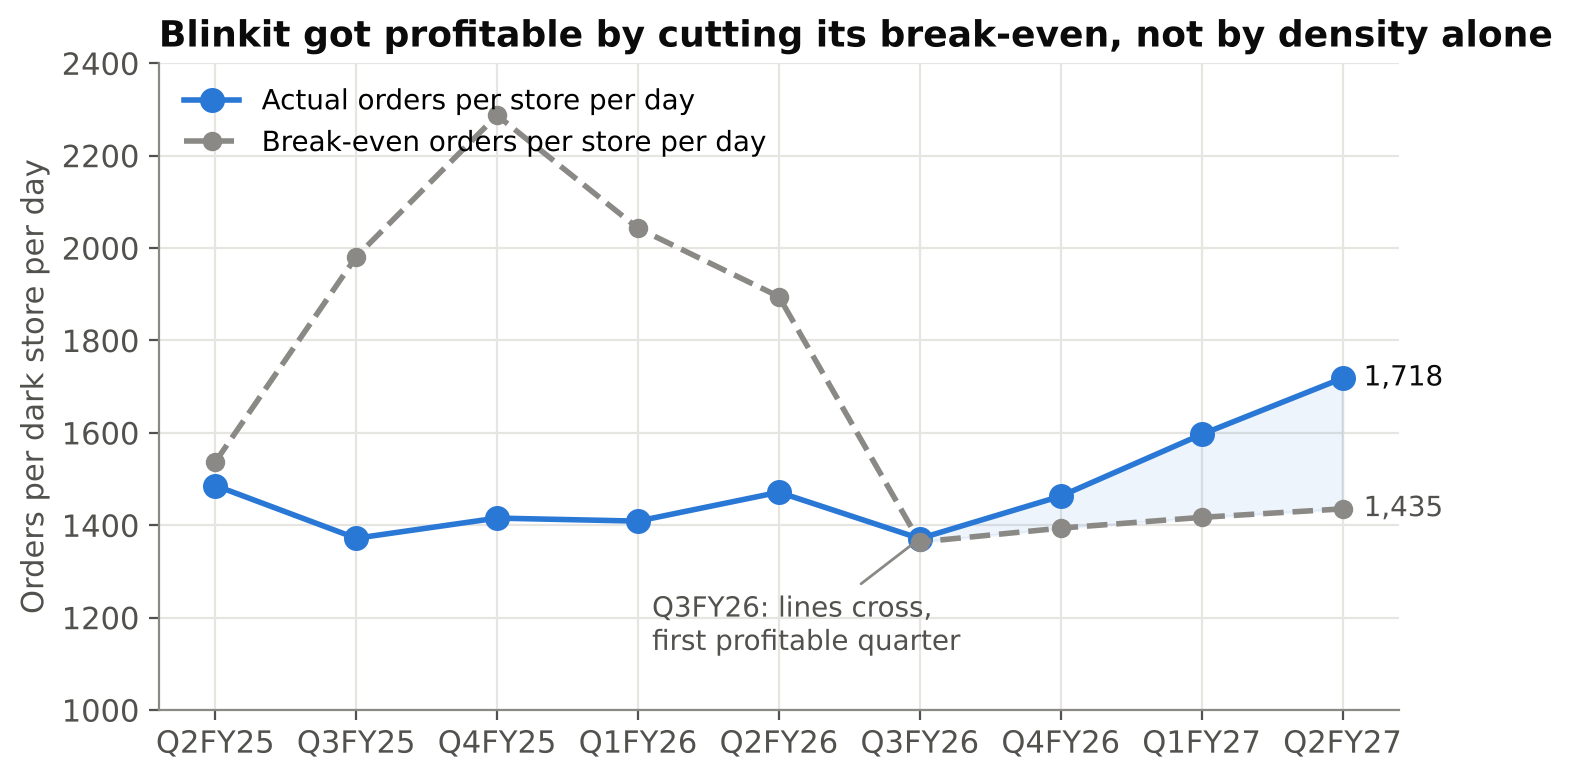 Blinkit got profitable by cutting its break-even, not by density alone
Orders per dark store per day
2400
2200
2000
1800
1600
1400
1200
1000
Actual orders per store per day
Break-even orders per store per day
1,718
1,435
Q3FY26: lines cross,
first profitable quarter
Q2FY25 Q3FY25 Q4FY25 Q1FY26 Q2FY26 Q3FY26 Q4FY26 Q1FY27 Q2FY27